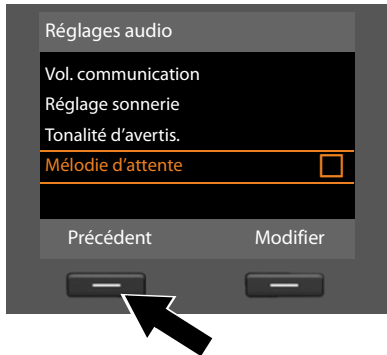 Réglages audio
Vol. communication
Réglage sonnerie
Tonalité d'avertis.
Mélodie d'attente
Précédent Modifier